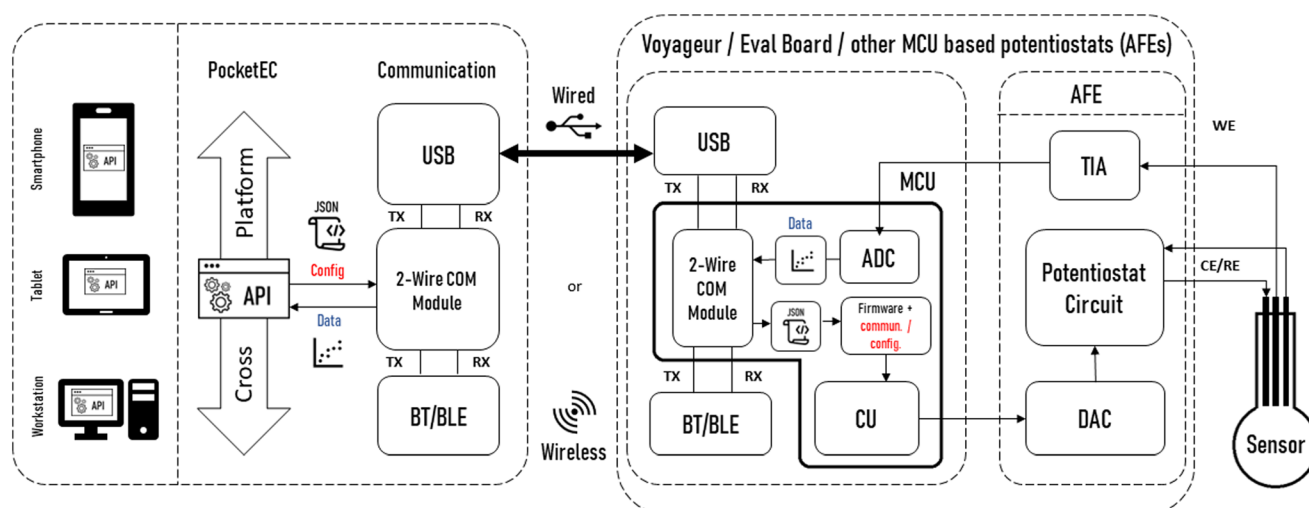 Voyageur / Eval Board / other MCU based potentiostats (AFEs)
PocketEC
Communication
Smartphone
API
Tablet
API
Workstation
API
Platform
Cross
API
JSON
Config
Data
USB
TX
RX
2-Wire COM
Module
TX
RX
BT/BLE
Wired
or
Wireless
USB
TX
RX
MCU
2-Wire
COM
Module
Data
ADC
JSON
Firmware +
commun. /
config.
TX
RX
BT/BLE
CU
AFE
TIA
Potentiostat
Circuit
DAC
WE
CE/RE
Sensor